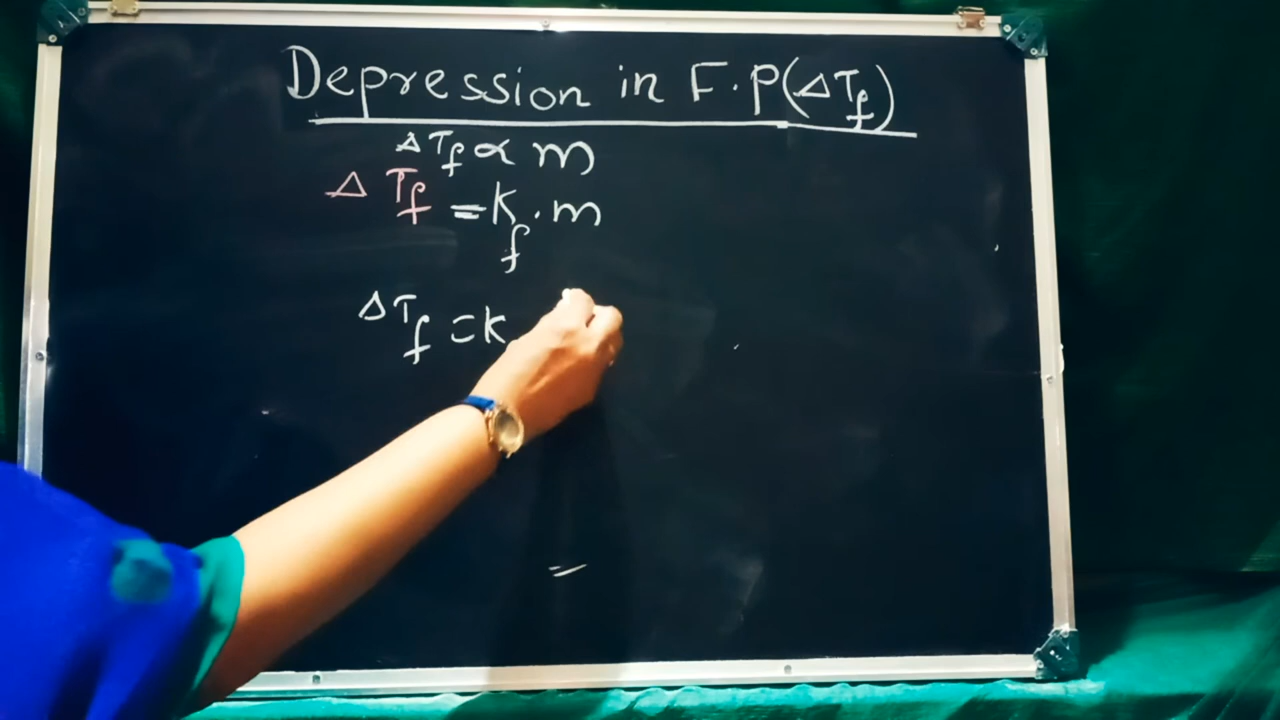 Depression in F.P(ΔTf)
ΔTf ∝ m
ΔTf = Kf.m
ΔTf = K
=